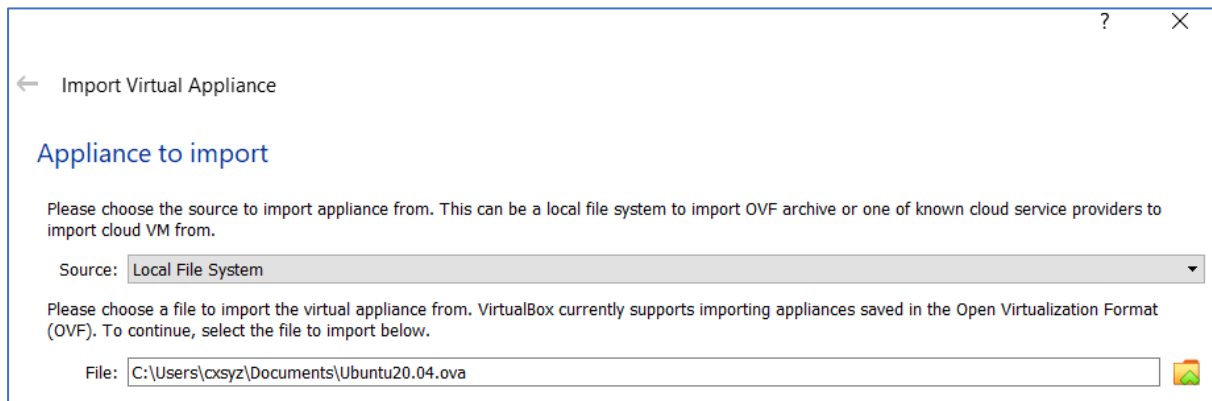 ?
Import Virtual Appliance
Appliance to import
Please choose the source to import appliance from. This can be a local file system to import OVF archive or one of known cloud service providers to
import cloud VM from.
Source: Local File System
Please choose a file to import the virtual appliance from. VirtualBox currently supports importing appliances saved in the Open Virtualization Format
(OVF). To continue, select the file to import below.
File: C:\Users\cxsyz\Documents\Ubuntu20.04.ova